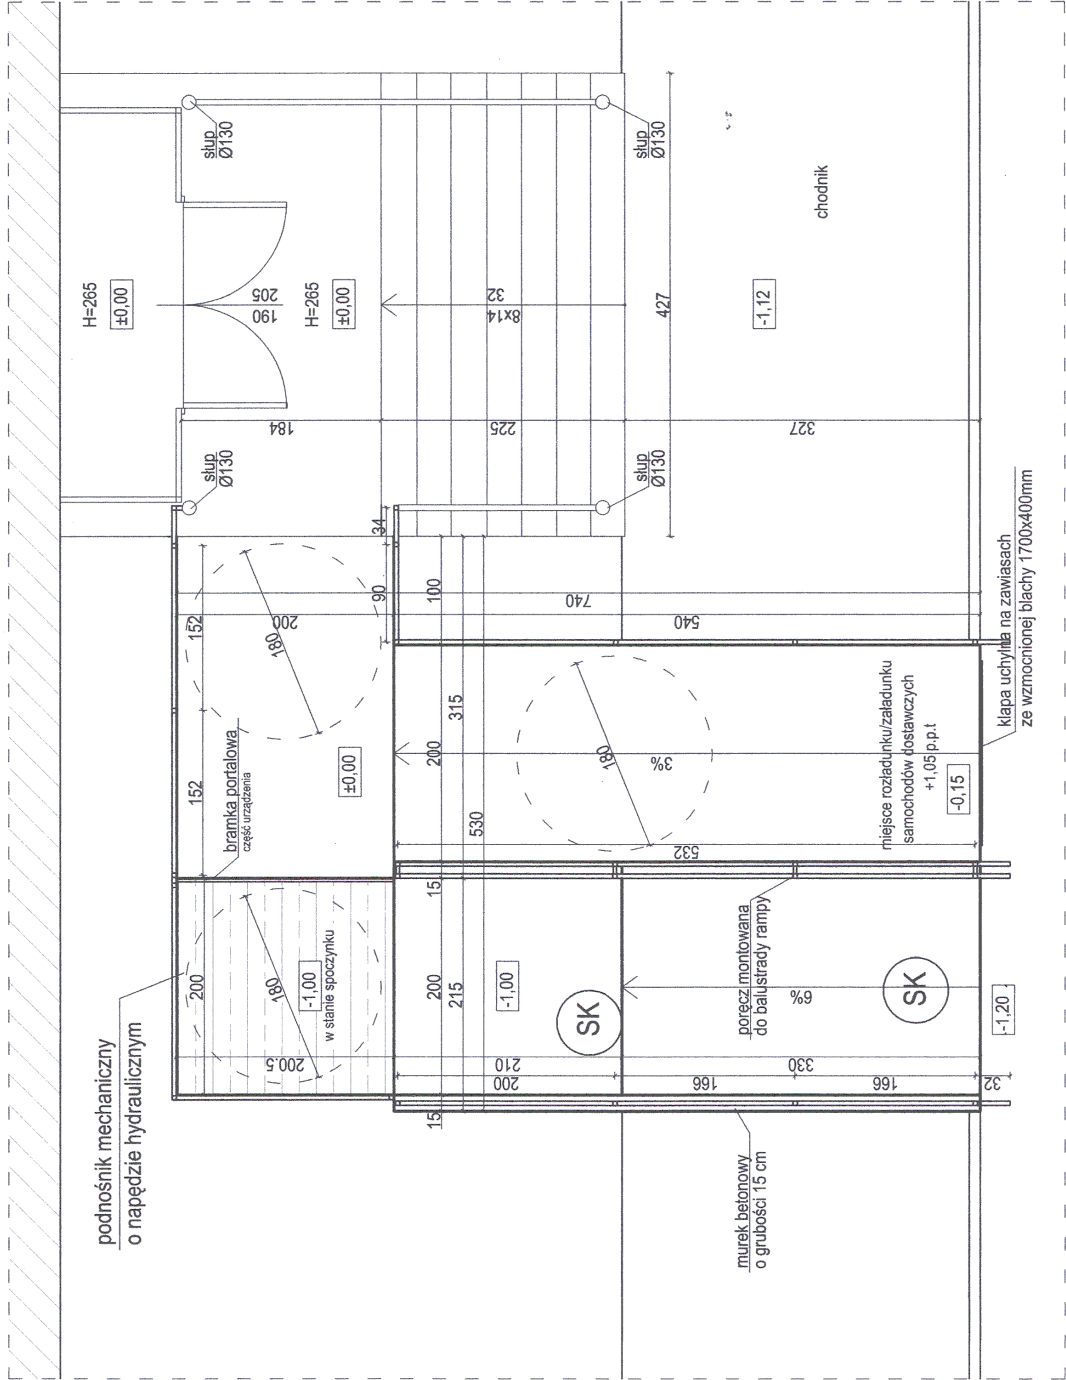 podnośnik mechaniczny
o napędzie hydraulicznym
bramka portalowa
część urządzenia
H=265
±0,00
190
205
H=265
±0,00
słup
Ø130
słup
Ø130
słup
Ø130
słup
Ø130
184
225
327
8x14
32
427
-1,12
chodnik
34
90
100
152
152
200
180
±0,00
740
540
315
530
200
180
3%
532
miejsce rozładunku/załadunku
samochodów dostawczych
+1,05 p.p.t
-0,15
klapa uchylna na zawiasach
ze wzmocnionej blachy 1700x400mm
200
180
-1,00
w stanie spoczynku
200.5
15
200
215
15
-1,00
SK
SK
210
200
330
166
166
32
6%
-1,20
poręcz montowana
do balustrady rampy
murek betonowy
o grubości 15 cm